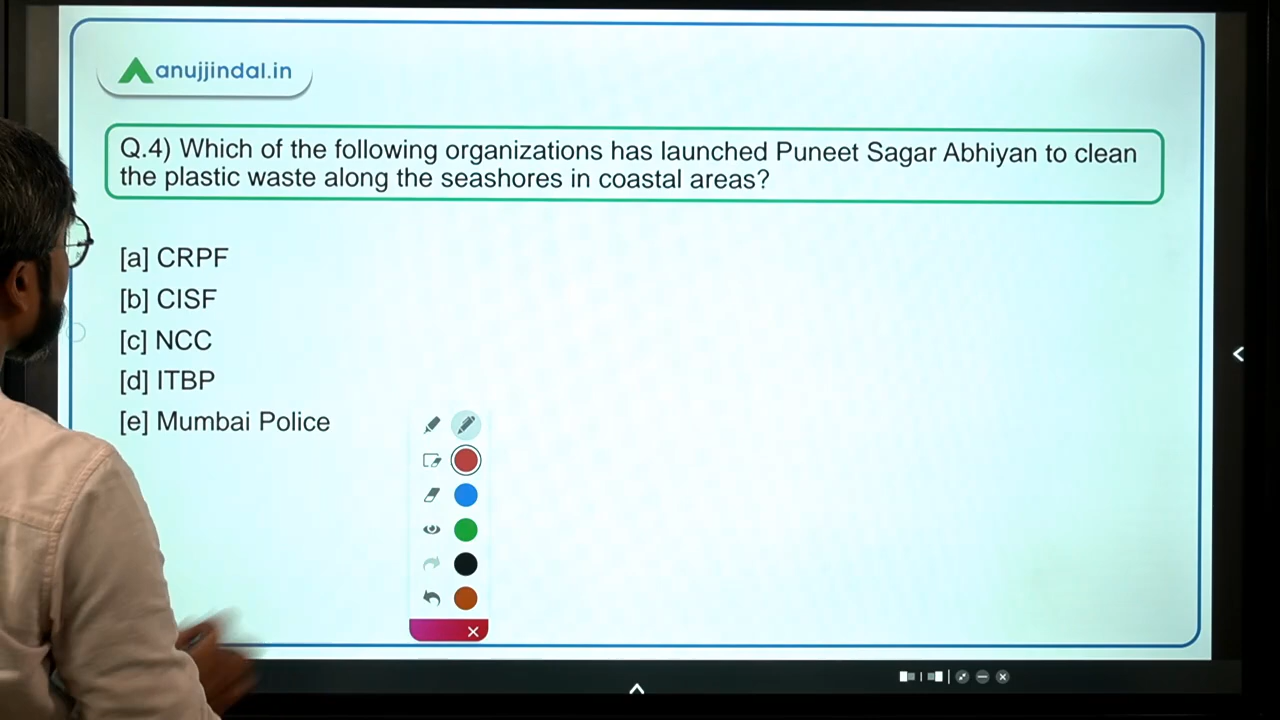 anujjindal.in
Q.4) Which of the following organizations has launched Puneet Sagar Abhiyan to clean
the plastic waste along the seashores in coastal areas?
[a] CRPF
[b] CISF
[c] NCC
[d] ITBP
[e] Mumbai Police